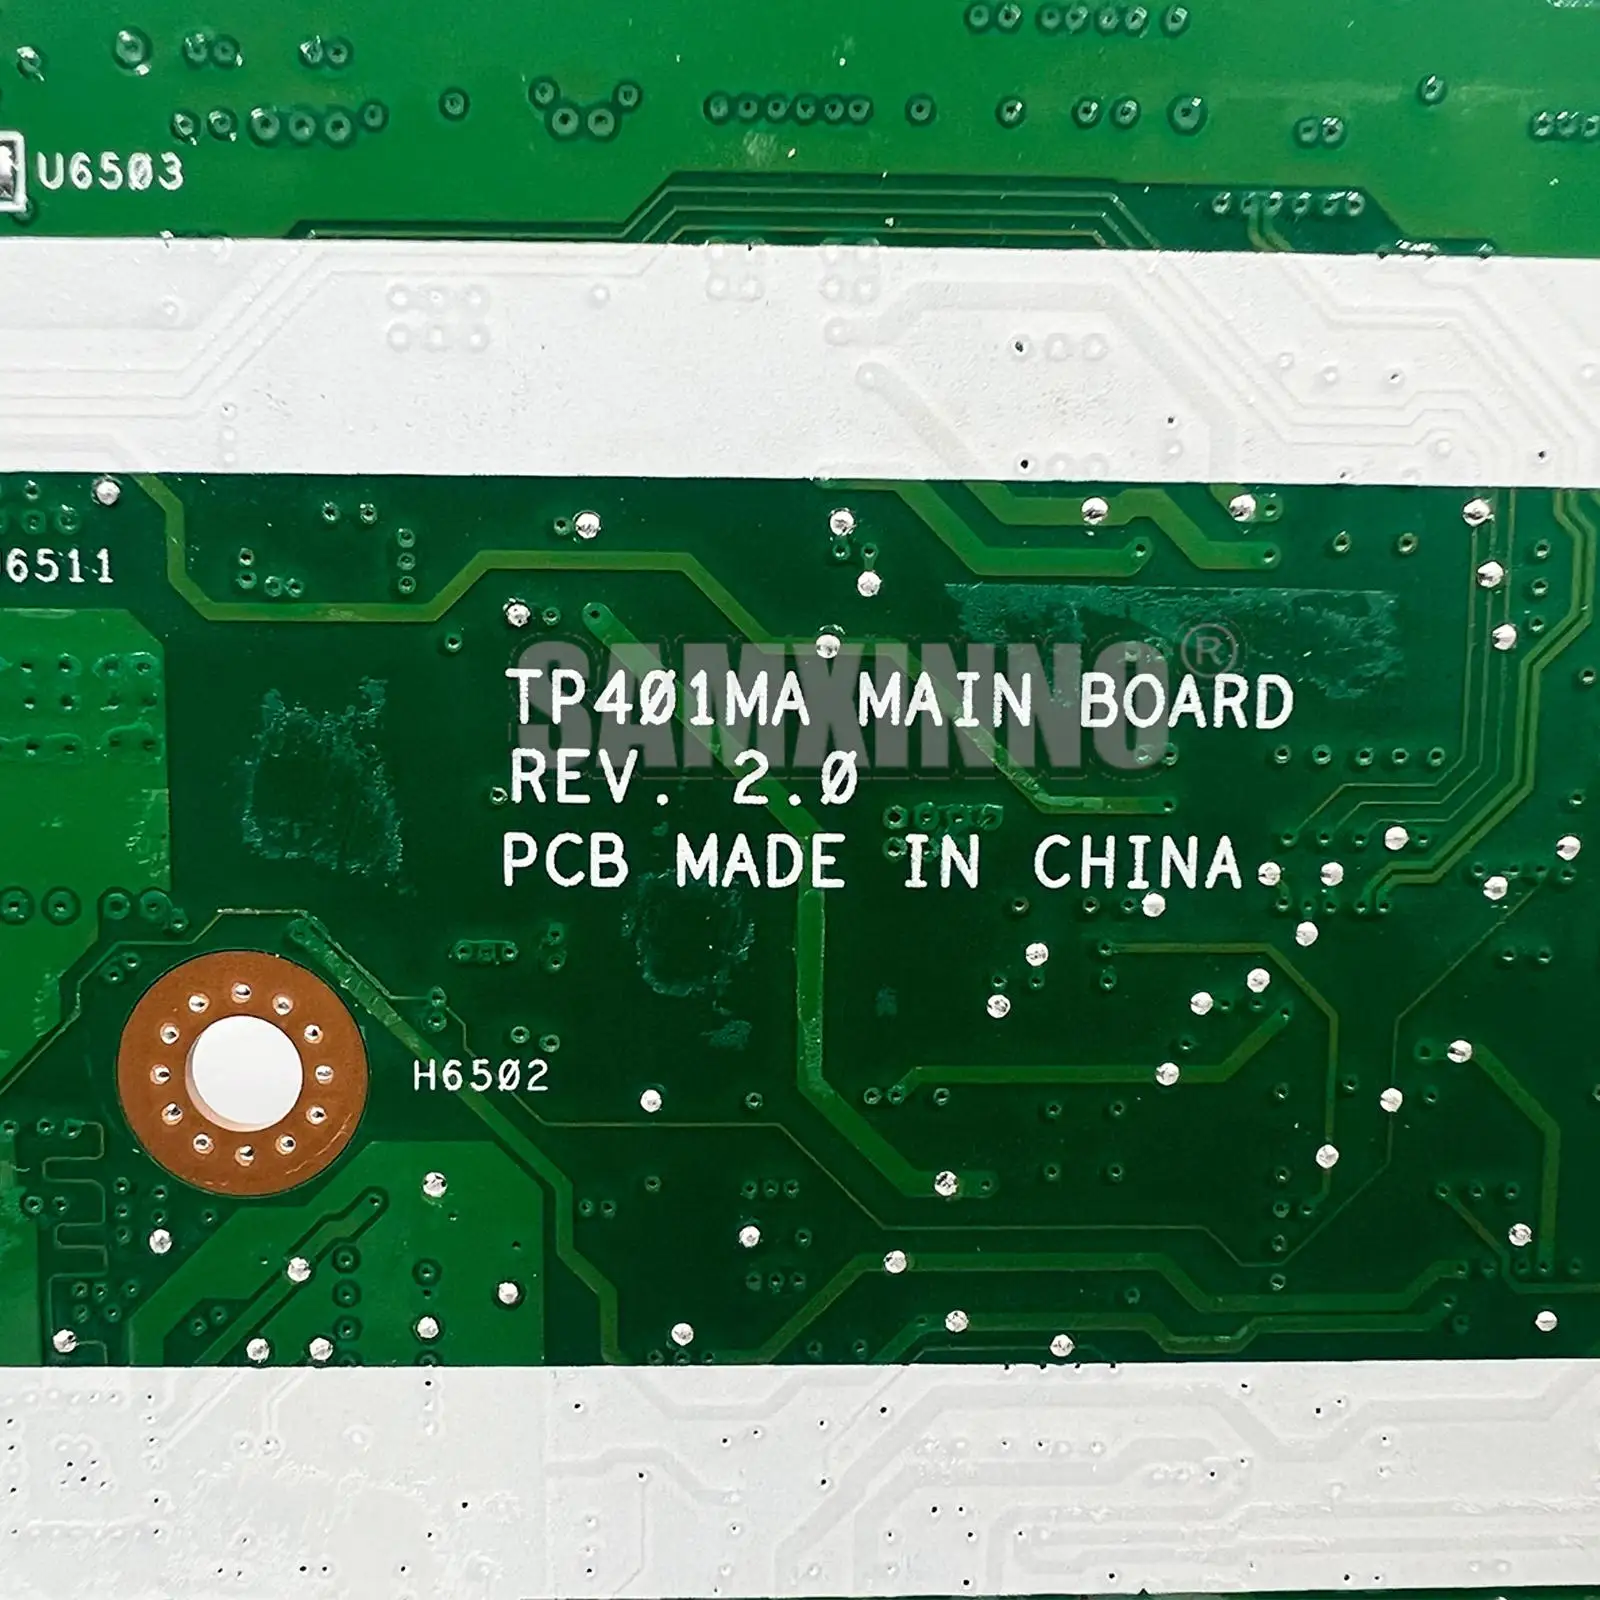 U6503
6511
SAMXINNO®
TP401MA MAIN BOARD
REV. 2.0
PCB MADE IN CHINA
H6502